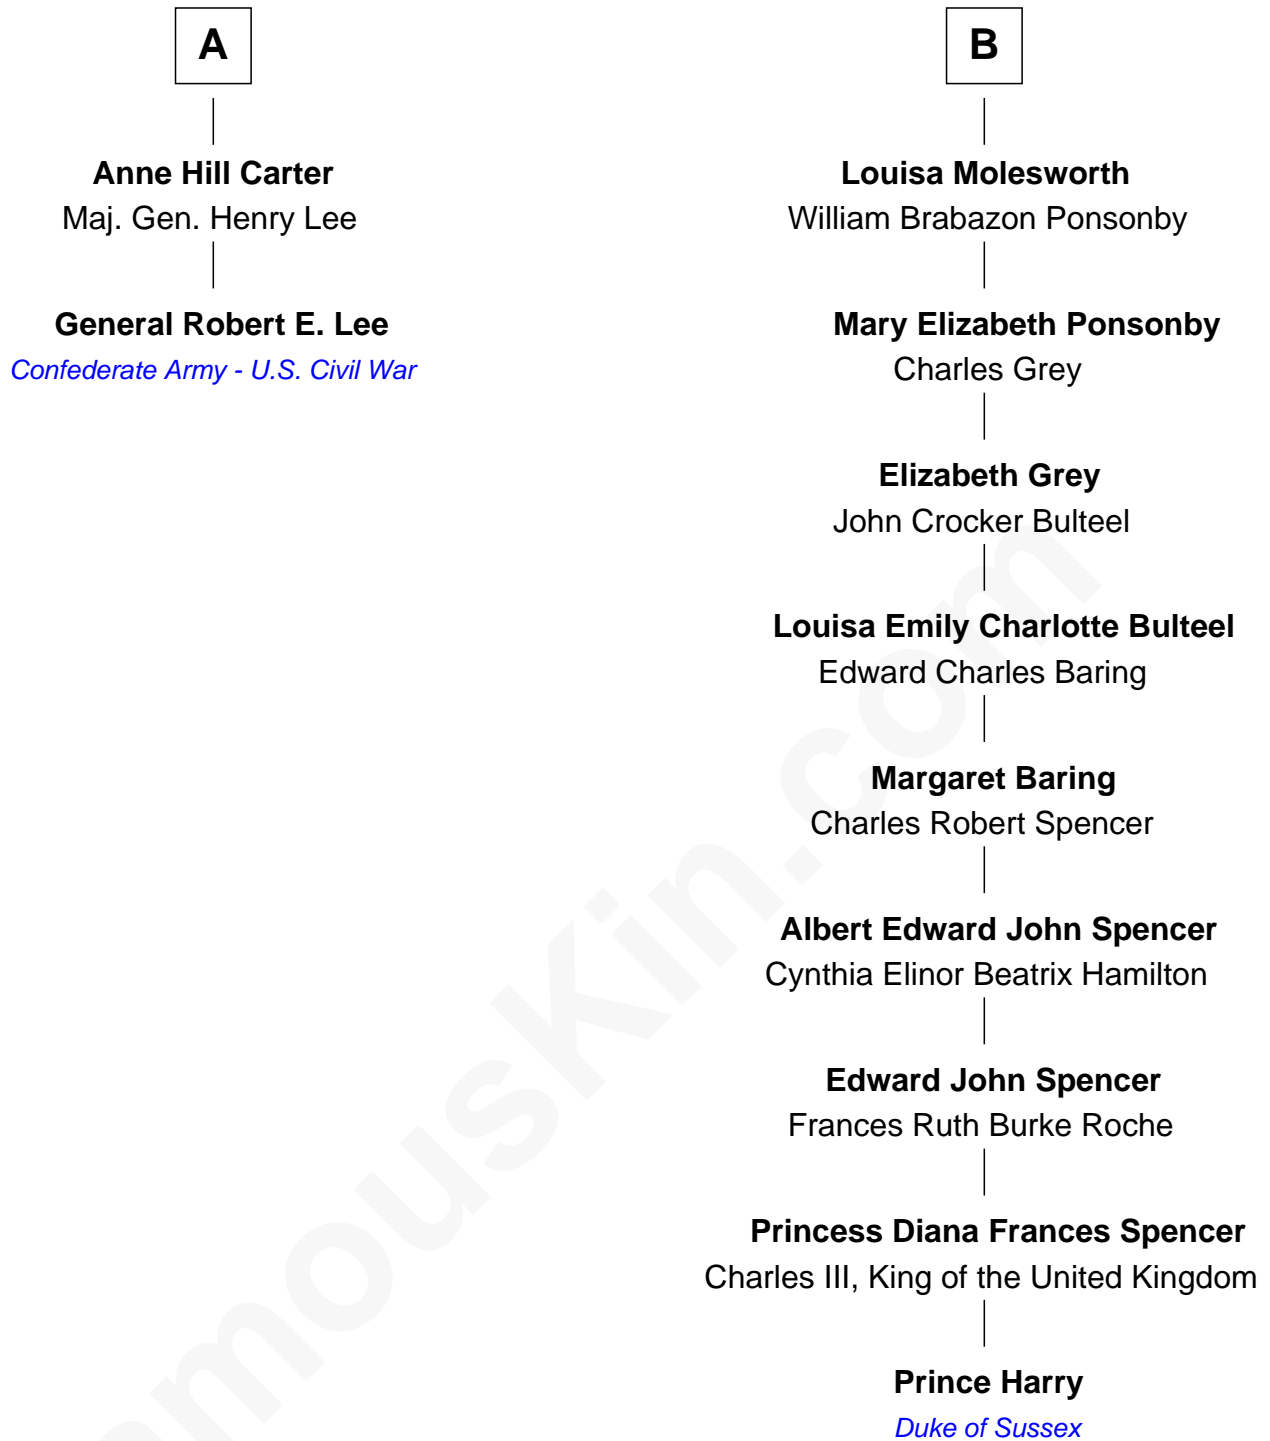 A
Anne Hill Carter
Maj. Gen. Henry Lee
General Robert E. Lee
Confederate Army - U.S. Civil War
B
Louisa Molesworth
William Brabazon Ponsonby
Mary Elizabeth Ponsonby
Charles Grey
Elizabeth Grey
John Crocker Bulteel
Louisa Emily Charlotte Bulteel
Edward Charles Baring
Margaret Baring
Charles Robert Spencer
Albert Edward John Spencer
Cynthia Elinor Beatrix Hamilton
Edward John Spencer
Frances Ruth Burke Roche
Princess Diana Frances Spencer
Charles III, King of the United Kingdom
Prince Harry
Duke of Sussex
amouskin.com